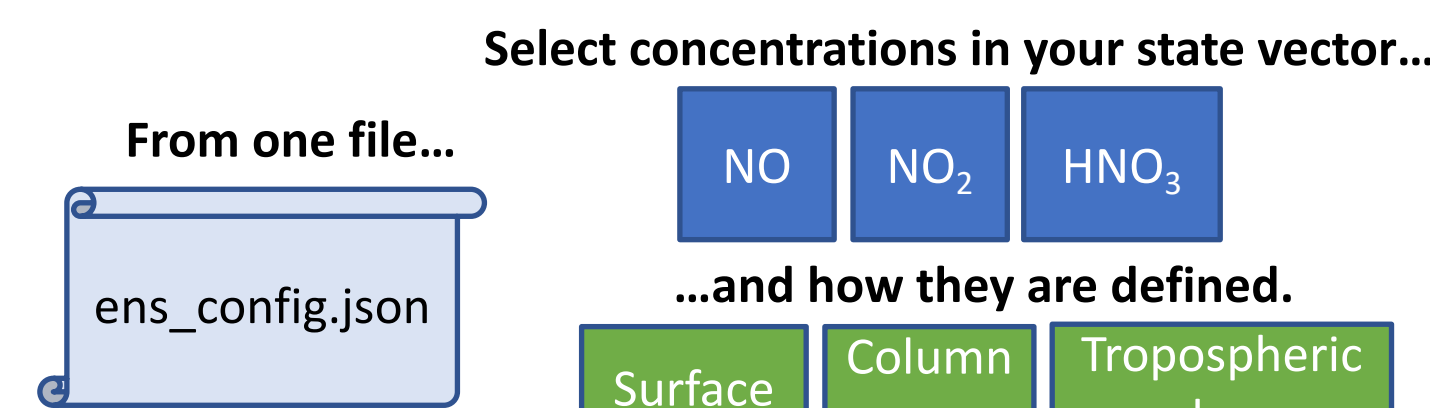 Select concentrations in your state vector…
From one file…
NO
NO₂
HNO₃
ens_config.json
…and how they are defined.
Surface
Column
Tropospheric